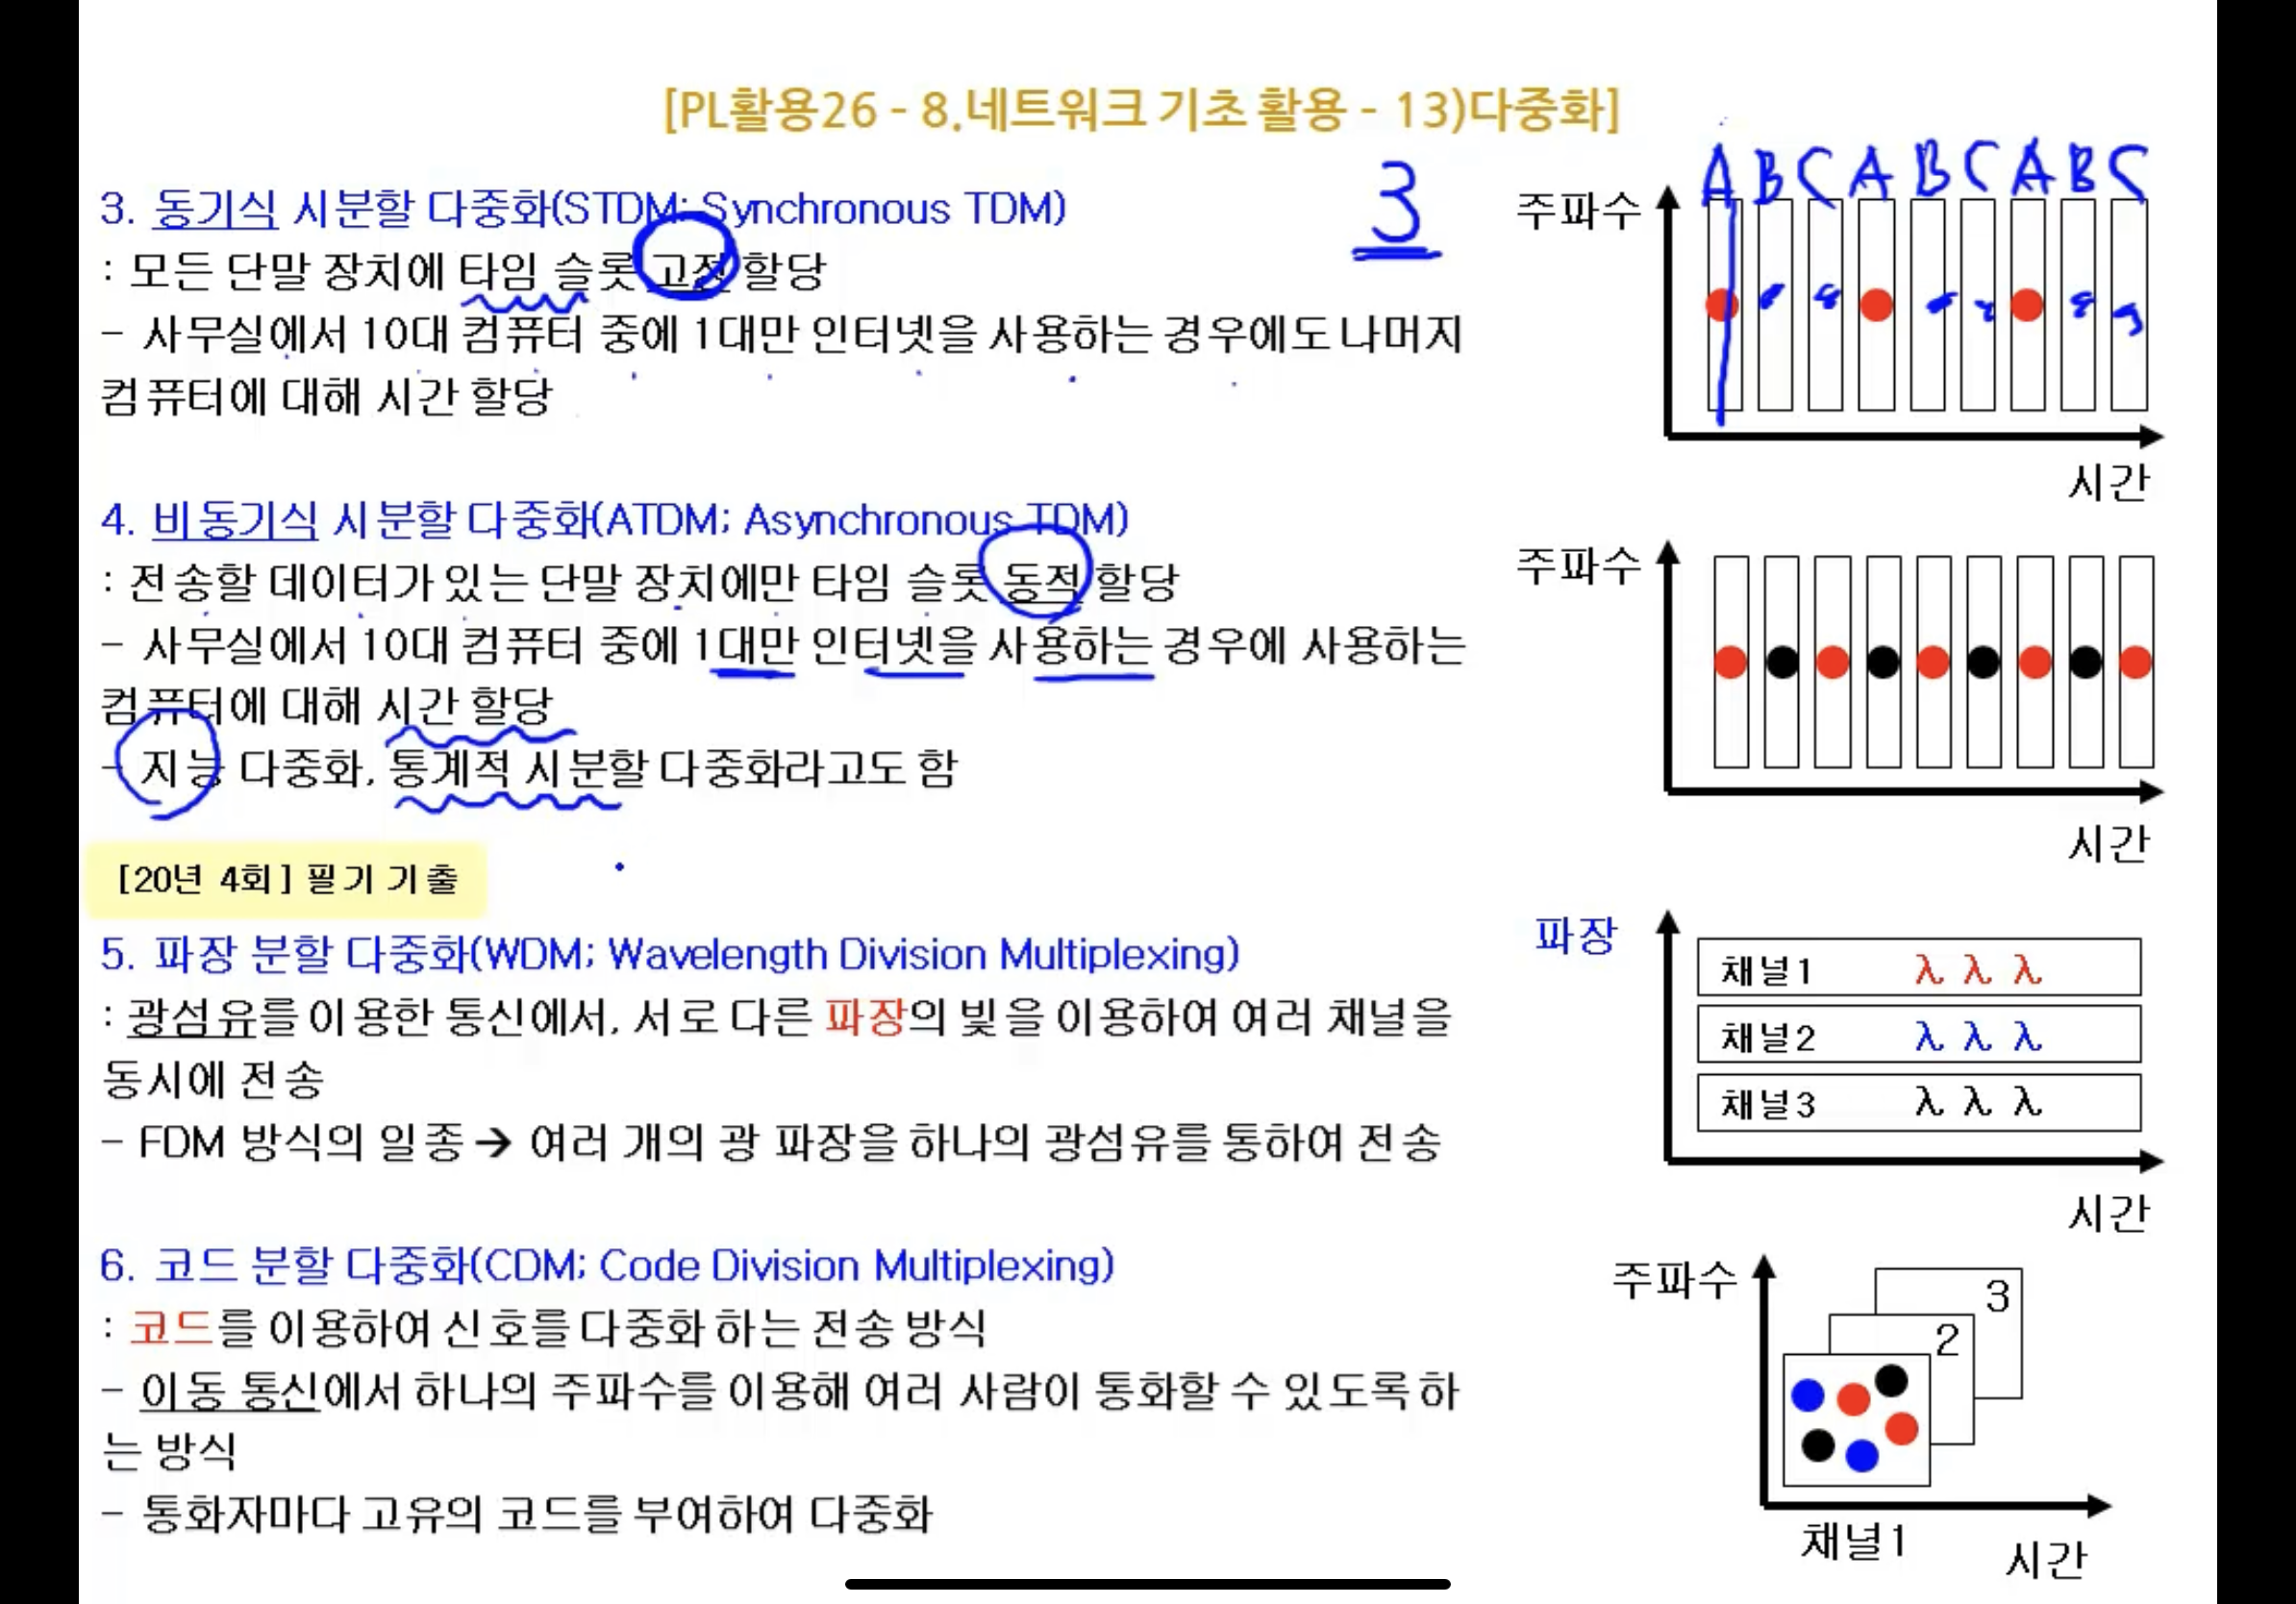 [PL활용26 - 8.네트워크 기초 활용 - 13)다중화]
3. 동기식 시분할 다중화(STDM; Synchronous TDM)
: 모든 단말 장치에 타임 슬롯 고정 할당
- 사무실에서 10대 컴퓨터 중에 1대만 인터넷을 사용하는 경우에도 나머지
컴퓨터에 대해 시간 할당
3
A B C A B C A B C
주파수
시간
4. 비동기식 시분할 다중화(ATDM; Asynchronous TDM)
: 전송할 데이터가 있는 단말 장치에만 타임 슬롯 동적 할당
- 사무실에서 10대 컴퓨터 중에 1대만 인터넷을 사용하는 경우에 사용하는
컴퓨터에 대해 시간 할당
- 지능 다중화, 통계적 시분할 다중화라고도 함
주파수
시간
[20년 4회] 필기 기출
5. 파장 분할 다중화(WDM; Wavelength Division Multiplexing)
: 광섬유를 이용한 통신에서, 서로 다른 파장의 빛을 이용하여 여러 채널을
동시에 전송
- FDM 방식의 일종 → 여러 개의 광 파장을 하나의 광섬유를 통하여 전송
파장
채널1 λ λ λ
채널2 λ λ λ
채널3 λ λ λ
시간
6. 코드 분할 다중화(CDM; Code Division Multiplexing)
: 코드를 이용하여 신호를 다중화 하는 전송 방식
- 이동 통신에서 하나의 주파수를 이용해 여러 사람이 통화할 수 있도록 하
는 방식
- 통화자마다 고유의 코드를 부여하여 다중화
주파수
3
2
채널1
시간